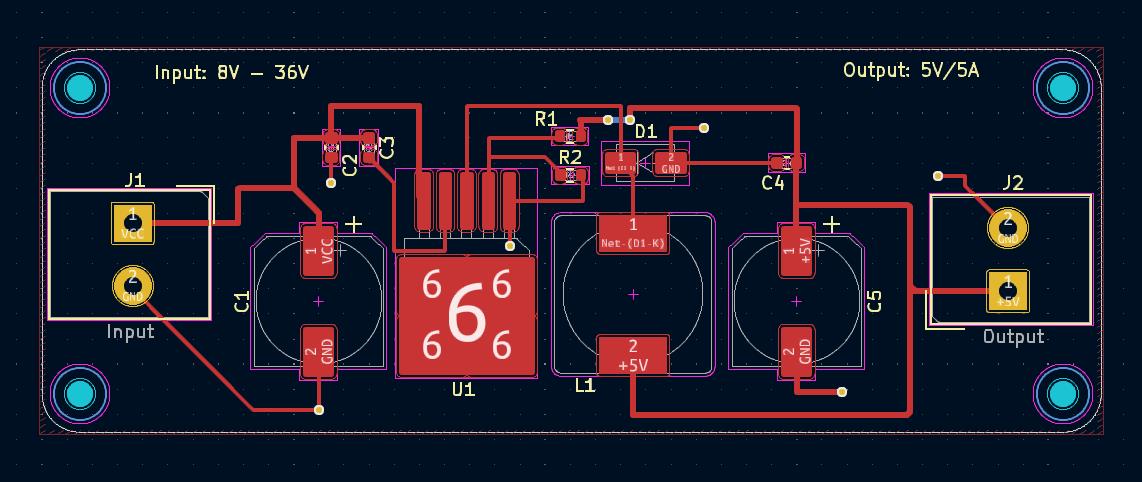 Input: 8V - 36V
Output: 5V/5A
R1
D1
1
2
GND
R2
C2
C3
C4
J1
1
VCC
2
GND
Input
C1
+
1
VCC
2
GND
6 6
6
6 6
U1
1
Net-(D1-K)
2
+5V
L1
+
1
+5V
2
GND
C5
J2
2
GND
1
+5V
Output